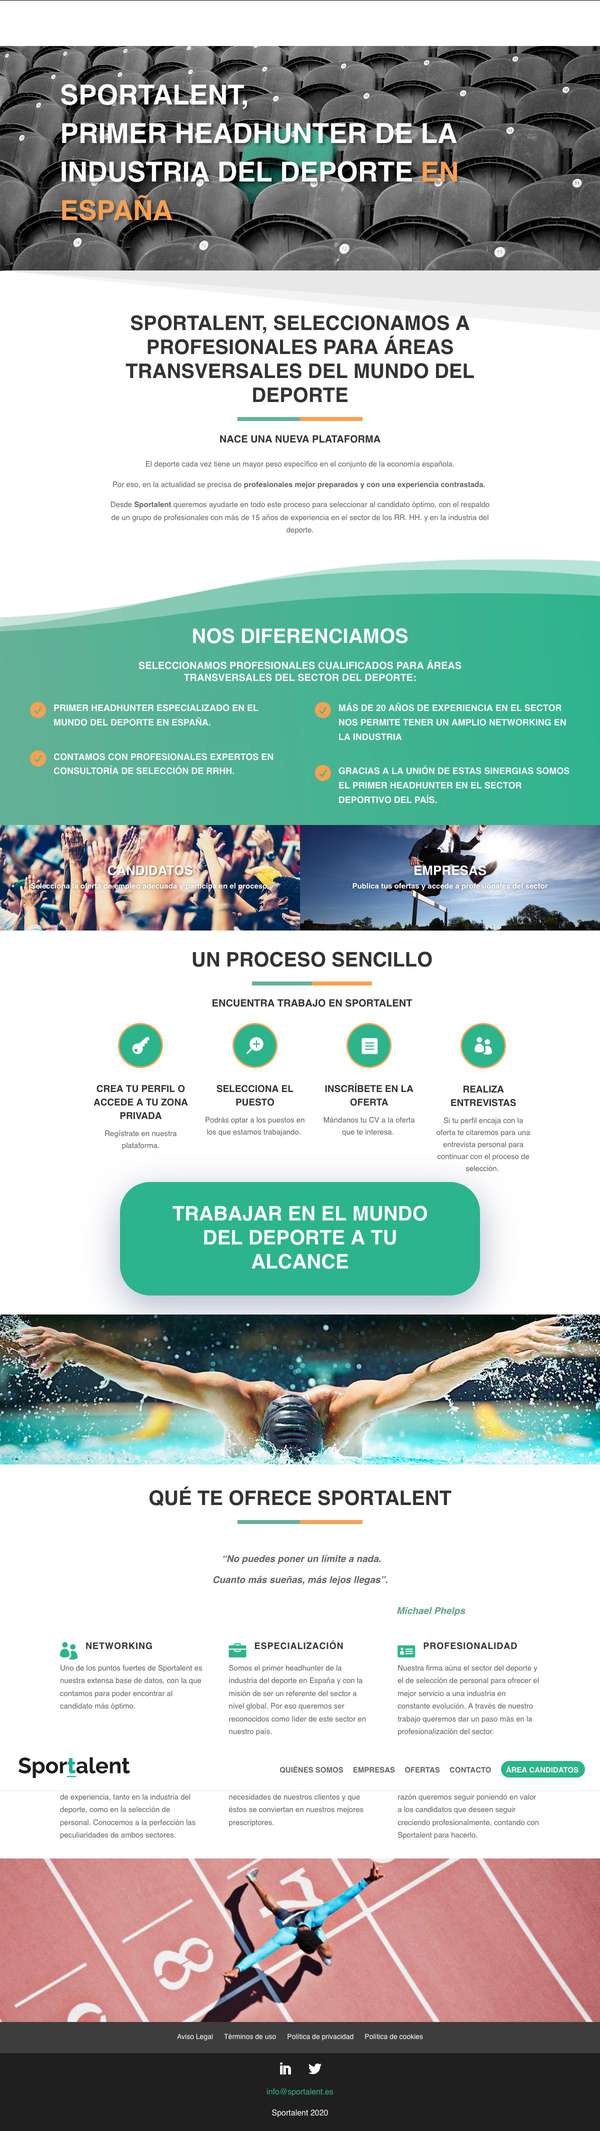 SPORTALENT,
PRIMER HEADHUNTER DE LA
INDUSTRIA DEL DEPORTE EN
ESPAÑA
SPORTALENT, SELECCIONAMOS A
PROFESIONALES PARA ÁREAS
TRANSVERSALES DEL MUNDO DEL
DEPORTE
NACE UNA NUEVA PLATAFORMA
El deporte cada vez tiene un mayor peso específico en el conjunto de la economía española.
Por eso, en la actualidad se precisa de profesionales mejor preparados y con una experiencia contrastada.
Desde Sportalent queremos ayudarte en todo este proceso para seleccionar al candidato óptimo, con el respaldo
de un grupo de profesionales con más de 15 años de experiencia en el sector de los RR. HH. y en la industria del
deporte.
NOS DIFERENCIAMOS
SELECCIONAMOS PROFESIONALES CUALIFICADOS PARA ÁREAS
TRANSVERSALES DEL SECTOR DEL DEPORTE:
PRIMER HEADHUNTER ESPECIALIZADO EN EL
MUNDO DEL DEPORTE EN ESPAÑA.
CONTAMOS CON PROFESIONALES EXPERTOS EN
CONSULTORÍA DE SELECCIÓN DE RRHH.
MÁS DE 20 AÑOS DE EXPERIENCIA EN EL SECTOR
NOS PERMITE TENER UN AMPLIO NETWORKING EN
LA INDUSTRIA
GRACIAS A LA UNIÓN DE ESTAS SINERGIAS SOMOS
EL PRIMER HEADHUNTER EN EL SECTOR
DEPORTIVO DEL PAÍS.
CANDIDATOS
Selecciona la oferta de empleo adecuada y participa en el proceso
EMPRESAS
Publica tus ofertas y accede a profesionales del sector
UN PROCESO SENCILLO
ENCUENTRA TRABAJO EN SPORTALENT
CREA TU PERFIL O
ACCEDE A TU ZONA
PRIVADA
Regístrate en nuestra
plataforma.
SELECCIONA EL
PUESTO
Podrás optar a los puestos en
los que estamos trabajando.
INSCRÍBETE EN LA
OFERTA
Mándanos tu CV a la oferta
que te interesa.
REALIZA
ENTREVISTAS
Si tu perfil encaja con la
oferta te citaremos para una
entrevista personal para
continuar con el proceso de
selección.
TRABAJAR EN EL MUNDO
DEL DEPORTE A TU
ALCANCE
QUÉ TE OFRECE SPORTALENT
“No puedes poner un límite a nada.
Cuanto más sueñas, más lejos llegas”.
Michael Phelps
NETWORKING
Uno de los puntos fuertes de Sportalent es
nuestra extensa base de datos, con la que
contamos para poder encontrar al
candidato más óptimo.
ESPECIALIZACIÓN
Somos el primer headhunter de la
industria del deporte en España y con la
misión de ser un referente del sector a
nivel global. Por eso queremos ser
reconocidos como líder de este sector en
nuestro país.
PROFESIONALIDAD
Nuestra firma aúna el sector del deporte y
el de selección de personal para ofrecer el
mejor servicio a una industria en
constante evolución. A través de nuestro
trabajo queremos dar un paso más en la
profesionalización del sector.
Sportalent
QUIÉNES SOMOS EMPRESAS OFERTAS CONTACTO ÁREA CANDIDATOS
de experiencia, tanto en la industria del
deporte, como en la selección de
personal. Conocemos a la perfección las
peculiaridades de ambos sectores.
necesidades de nuestros clientes y que
éstos se conviertan en nuestros mejores
prescriptores.
razón queremos seguir poniendo en valor
a los candidatos que deseen seguir
creciendo profesionalmente, contando con
Sportalent para hacerlo.
8
Aviso Legal Términos de uso Política de privacidad Política de cookies
info@sportalent.es
Sportalent 2020